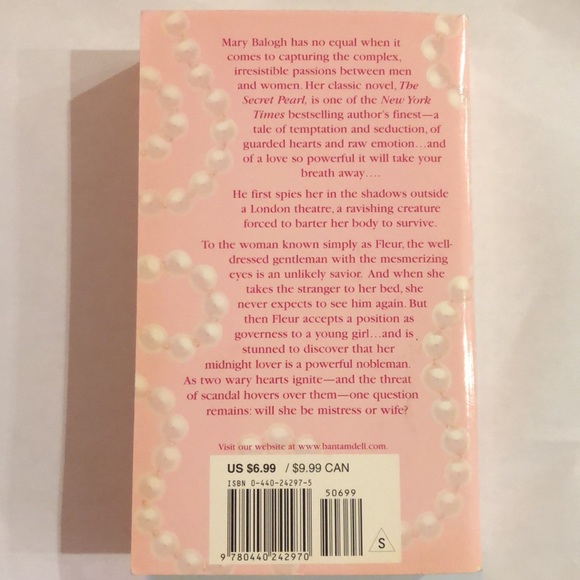 Mary Balogh has no equal when it
comes to capturing the complex,
irresistible passions between men
and women. Her classic novel, The
Secret Pearl, is one of the New York
Times bestselling author's finest—a
tale of temptation and seduction, of
guarded hearts and raw emotion...and
of a love so powerful it will take your
breath away....
He first spies her in the shadows outside
a London theatre, a ravishing creature
forced to barter her body to survive.
To the woman known simply as Fleur, the well-
dressed gentleman with the mesmerizing
eyes is an unlikely savior. And when she
takes the stranger to her bed, she
never expects to see him again. But
then Fleur accepts a position as
governess to a young girl...and is
stunned to discover that her
midnight lover is a powerful nobleman.
As two wary hearts ignite—and the threat
of scandal hovers over them—one question
remains: will she be mistress or wife?
Visit our website at www.bantamdell.com.
US $6.99 / $9.99 CAN
ISBN 0-440-24297-5
50699
9 780440 242970
S